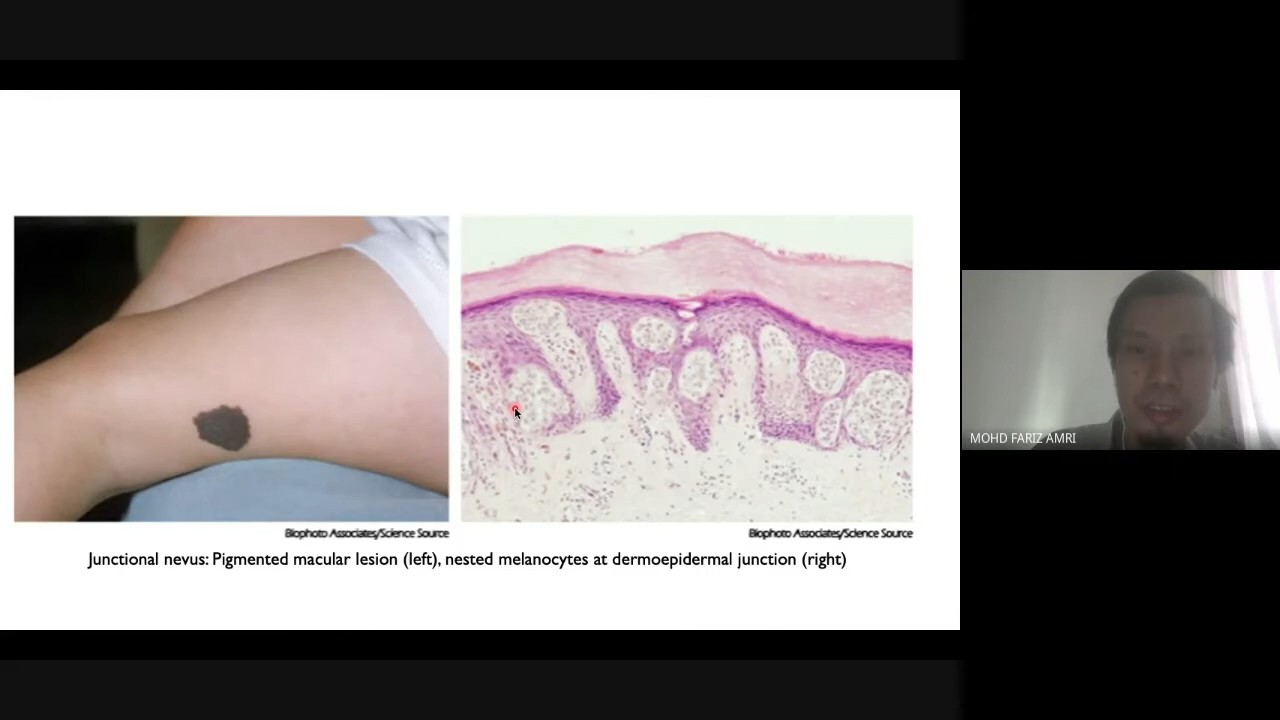 Biophoto Associates/Science Source
Biophoto Associates/Science Source
Junctional nevus: Pigmented macular lesion (left), nested melanocytes at dermoepidermal junction (right)
MOHD FARIZ AMRI